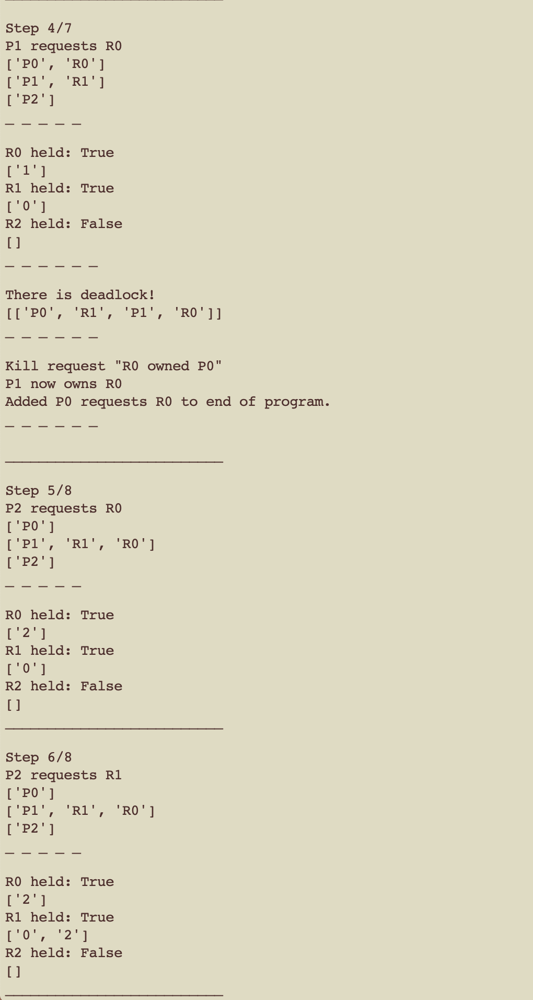 Step 4/7
P1 requests R0
['P0', 'R0']
['P1', 'R1']
['P2']
_ _ _ _ _
R0 held: True
['1']
R1 held: True
['0']
R2 held: False
[]
_ _ _ _ _ _
There is deadlock!
[['P0', 'R1', 'P1', 'R0']]
_ _ _ _ _ _
Kill request "R0 owned P0"
P1 now owns R0
Added P0 requests R0 to end of program.
_ _ _ _ _ _
__________________________
Step 5/8
P2 requests R0
['P0']
['P1', 'R1', 'R0']
['P2']
_ _ _ _ _
R0 held: True
['2']
R1 held: True
['0']
R2 held: False
[]
__________________________
Step 6/8
P2 requests R1
['P0']
['P1', 'R1', 'R0']
['P2']
_ _ _ _ _
R0 held: True
['2']
R1 held: True
['0', '2']
R2 held: False
[]
__________________________